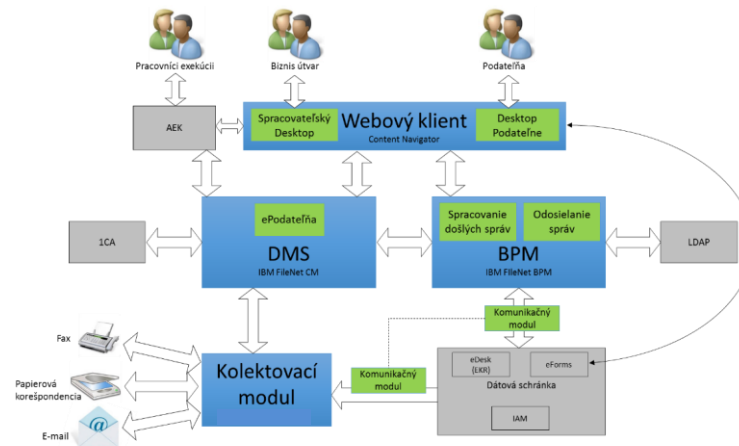 Pracovníci exekúcii
Biznis útvar
Podateľňa
AEK
Spracovateľský
Desktop
Webový klient
Content Navigator
Desktop
Podateľne
ePodateľňa
DMS
IBM FileNet CM
Spracovanie
došlých správ
Odosielanie
správ
BPM
IBM FileNet BPM
1CA
LDAP
Komunikačný
modul
Fax
Papierová
korešpondencia
E-mail
Kolektovací
modul
Komunikačný
modul
eDesk
(EKR)
eForms
Dátová schránka
IAM